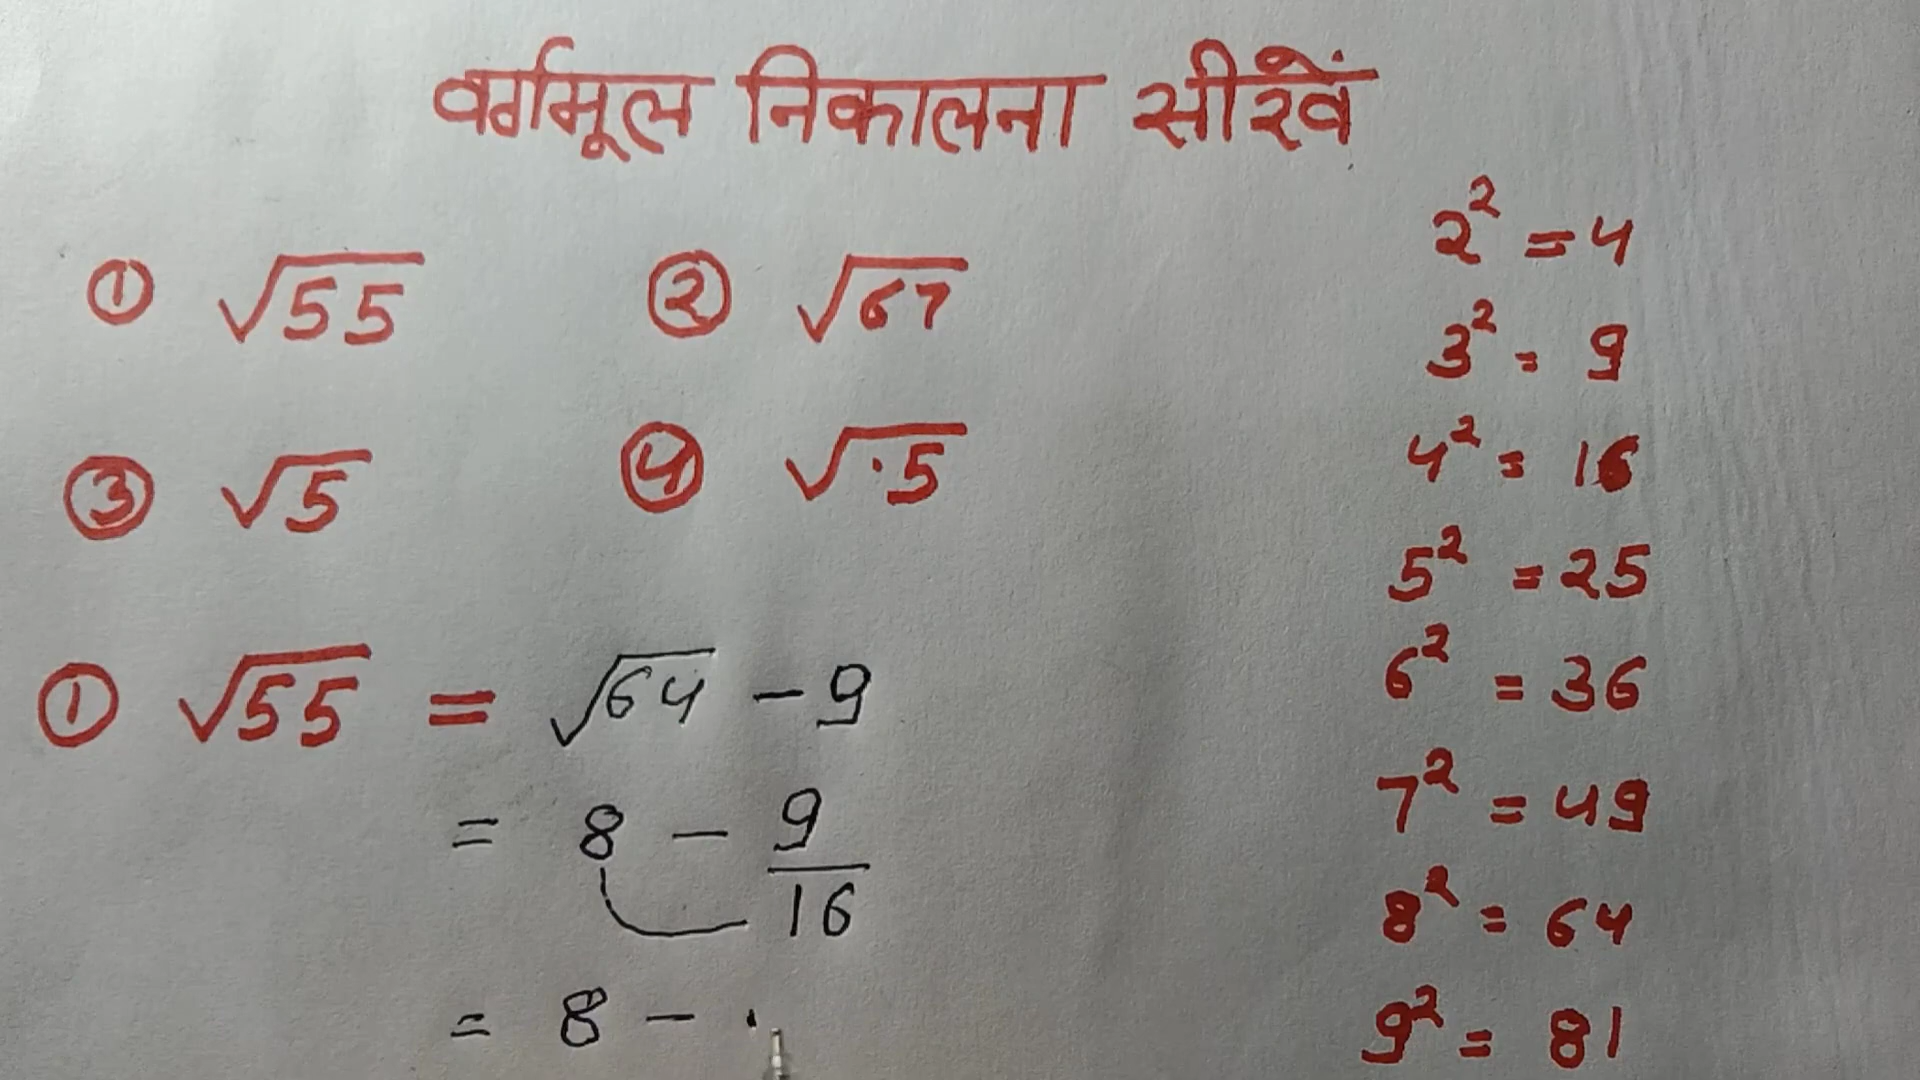 वर्गमूल निकालना सीखें
① √55 ② √67
③ √5 ④ √.5
① √55 = √64 - 9
= 8 - 9/16
= 8 - .
2² = 4
3² = 9
4² = 16
5² = 25
6² = 36
7² = 49
8² = 64
9² = 81